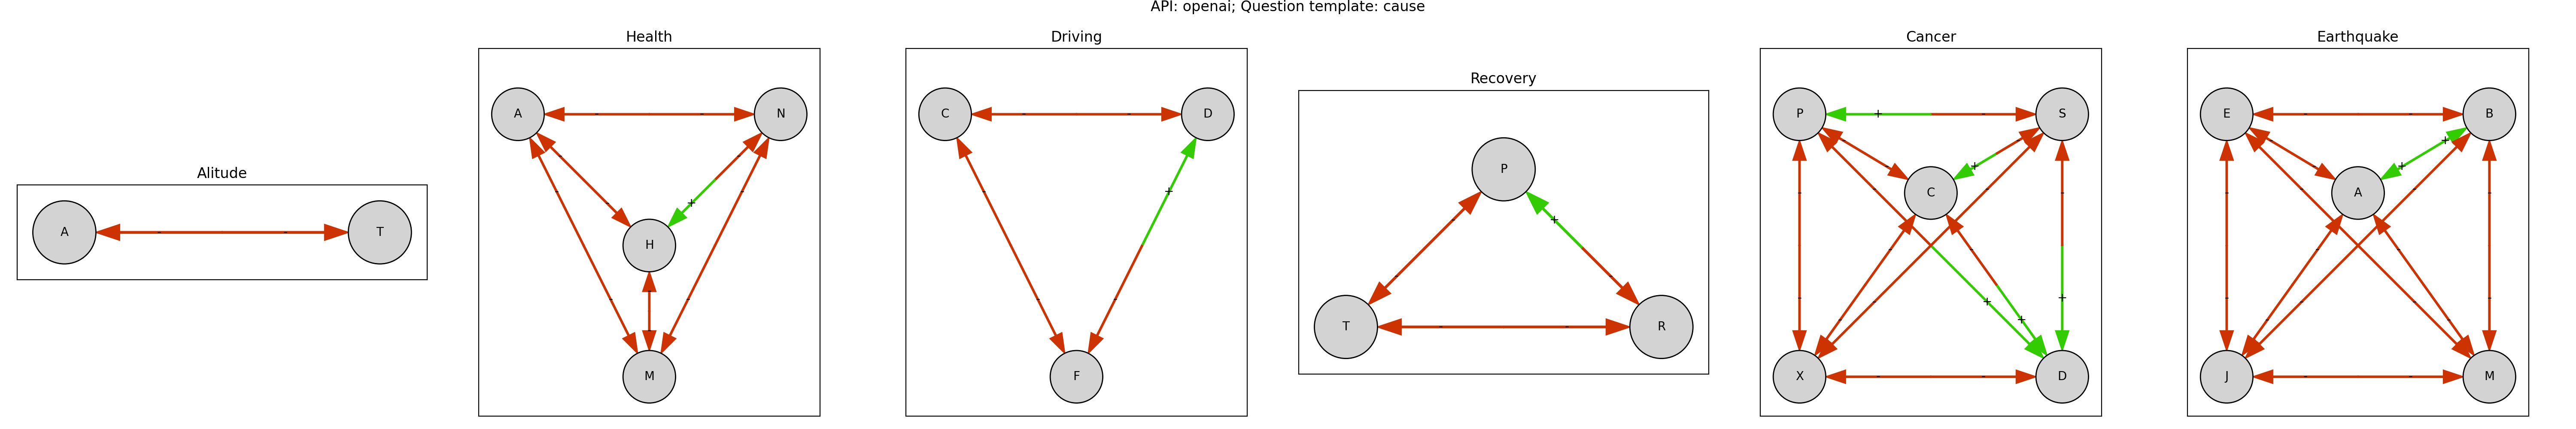 API: openai; Question template: cause
Alitude
A
-
-
T
Health
A
-
-
N
-
-
-
+
-
-
H
-
-
-
-
M
Driving
C
-
-
D
-
+
-
-
F
Recovery
P
-
+
-
-
T
-
-
R
Cancer
P
+
-
S
-
-
-
+
-
-
C
-
-
-
-
+
-
+
+
X
-
-
D
Earthquake
E
-
-
B
-
-
+
+
-
-
A
-
-
-
-
-
-
-
-
J
-
-
M